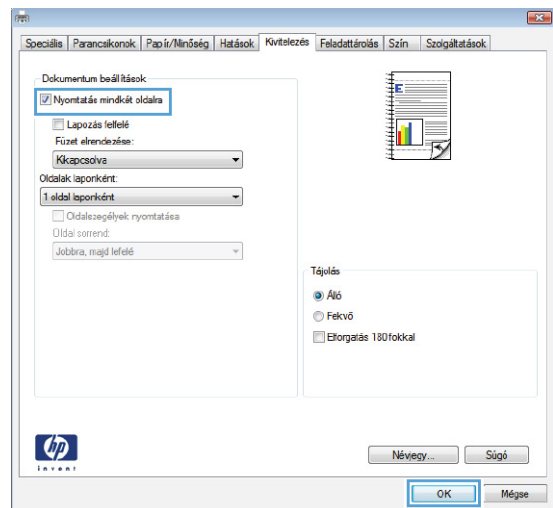 Speciális Parancsikonok Papír/Minőség Hatások Kivitelezés Feladattárolás Szín Szolgáltatások
Dokumentum beállítások
Nyomtatás mindkét oldalra
Lapozás felfelé
Füzet elrendezése:
Kikapcsolva
Oldalak laponként:
1 oldal laponként
Oldalszegélyek nyomtatása
Oldal sorrend:
Jobbra, majd lefelé
E
Tájolás
Álló
Fekvő
Elforgatás 180 fokkal
hp
invent
Névjegy... Súgó
OK Mégse